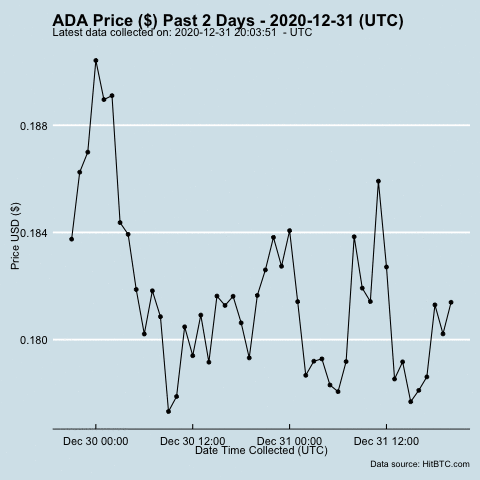 ADA Price ($) Past 2 Days - 2020-12-31 (UTC)
Latest data collected on: 2020-12-31 20:03:51  - UTC
0.188
0.184
0.180
Price USD ($)
Dec 30 00:00
Dec 30 12:00
Dec 31 00:00
Dec 31 12:00
Date Time Collected (UTC)
Data source: HitBTC.com